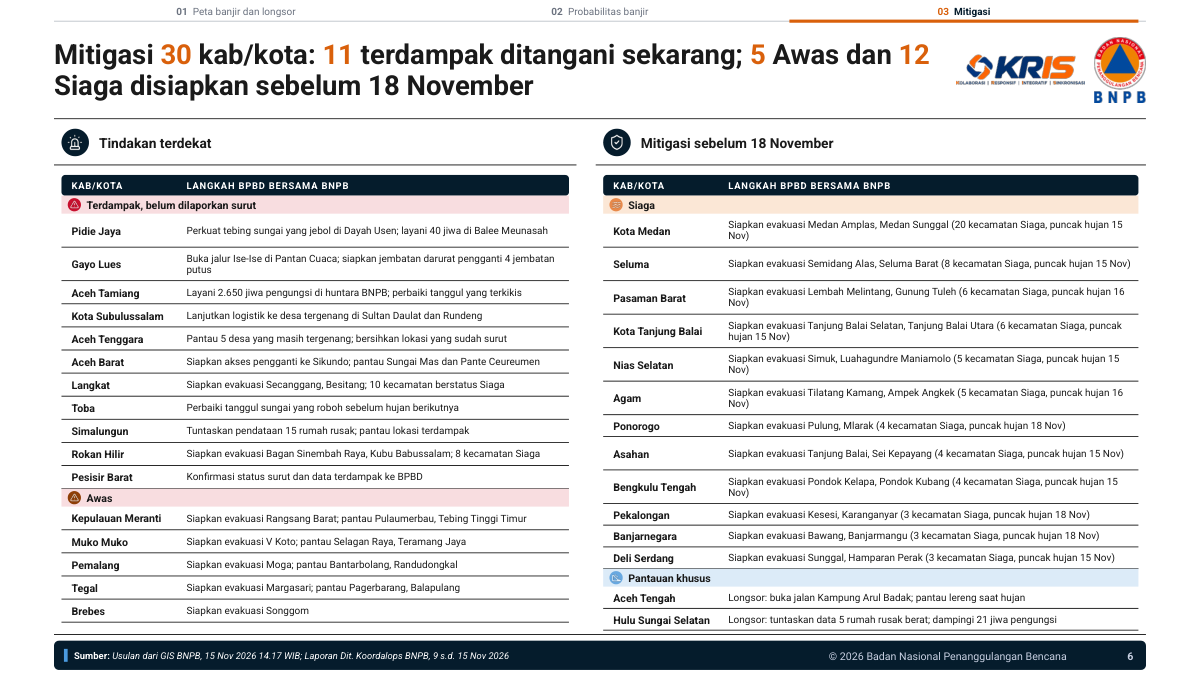 01 Peta banjir dan longsor
02 Probabilitas banjir
03 Mitigasi
Mitigasi 30 kab/kota: 11 terdampak ditangani sekarang; 5 Awas dan 12
Siaga disiapkan sebelum 18 November
KRIS
KOLABORASI | RESPONSIF | INTEGRATIF | SINKRONISASI
BADAN NASIONAL
PENANGGULANGAN BENCANA
BNPB
Tindakan terdekat
KAB/KOTA LANGKAH BPBD BERSAMA BNPB
Terdampak, belum dilaporkan surut
Pidie Jaya Perkuat tebing sungai yang jebol di Dayah Usen; layani 40 jiwa di Balee Meunasah
Gayo Lues Buka jalur Ise-Ise di Pantan Cuaca; siapkan jembatan darurat pengganti 4 jembatan
putus
Aceh Tamiang Layani 2.650 jiwa pengungsi di huntara BNPB; perbaiki tanggul yang terkikis
Kota Subulussalam Lanjutkan logistik ke desa tergenang di Sultan Daulat dan Rundeng
Aceh Tenggara Pantau 5 desa yang masih tergenang; bersihkan lokasi yang sudah surut
Aceh Barat Siapkan akses pengganti ke Sikundo; pantau Sungai Mas dan Pante Ceureumen
Langkat Siapkan evakuasi Secanggang, Besitang; 10 kecamatan berstatus Siaga
Toba Perbaiki tanggul sungai yang roboh sebelum hujan berikutnya
Simalungun Tuntaskan pendataan 15 rumah rusak; pantau lokasi terdampak
Rokan Hilir Siapkan evakuasi Bagan Sinembah Raya, Kubu Babussalam; 8 kecamatan Siaga
Pesisir Barat Konfirmasi status surut dan data terdampak ke BPBD
Awas
Kepulauan Meranti Siapkan evakuasi Rangsang Barat; pantau Pulaumerbau, Tebing Tinggi Timur
Muko Muko Siapkan evakuasi V Koto; pantau Selagan Raya, Teramang Jaya
Pemalang Siapkan evakuasi Moga; pantau Bantarbolang, Randudongkal
Tegal Siapkan evakuasi Margasari; pantau Pagerbarang, Balapulang
Brebes Siapkan evakuasi Songgom
Mitigasi sebelum 18 November
KAB/KOTA LANGKAH BPBD BERSAMA BNPB
Siaga
Kota Medan Siapkan evakuasi Medan Amplas, Medan Sunggal (20 kecamatan Siaga, puncak hujan 15
Nov)
Seluma Siapkan evakuasi Semidang Alas, Seluma Barat (8 kecamatan Siaga, puncak hujan 15 Nov)
Pasaman Barat Siapkan evakuasi Lembah Melintang, Gunung Tuleh (6 kecamatan Siaga, puncak hujan 16
Nov)
Kota Tanjung Balai Siapkan evakuasi Tanjung Balai Selatan, Tanjung Balai Utara (6 kecamatan Siaga, puncak
hujan 15 Nov)
Nias Selatan Siapkan evakuasi Simuk, Luahagundre Maniamolo (5 kecamatan Siaga, puncak hujan 15
Nov)
Agam Siapkan evakuasi Tilatang Kamang, Ampek Angkek (5 kecamatan Siaga, puncak hujan 16
Nov)
Ponorogo Siapkan evakuasi Pulung, Mlarak (4 kecamatan Siaga, puncak hujan 18 Nov)
Asahan Siapkan evakuasi Tanjung Balai, Sei Kepayang (4 kecamatan Siaga, puncak hujan 15 Nov)
Bengkulu Tengah Siapkan evakuasi Pondok Kelapa, Pondok Kubang (4 kecamatan Siaga, puncak hujan 15
Nov)
Pekalongan Siapkan evakuasi Kesesi, Karanganyar (3 kecamatan Siaga, puncak hujan 18 Nov)
Banjarnegara Siapkan evakuasi Bawang, Banjarmangu (3 kecamatan Siaga, puncak hujan 18 Nov)
Deli Serdang Siapkan evakuasi Sunggal, Hamparan Perak (3 kecamatan Siaga, puncak hujan 15 Nov)
Pantauan khusus
Aceh Tengah Longsor: buka jalan Kampung Arul Badak; pantau lereng saat hujan
Hulu Sungai Selatan Longsor: tuntaskan data 5 rumah rusak berat; dampingi 21 jiwa pengungsi
Sumber: Usulan dari GIS BNPB, 15 Nov 2026 14.17 WIB; Laporan Dit. Koordalops BNPB, 9 s.d. 15 Nov 2026
© 2026 Badan Nasional Penanggulangan Bencana
6